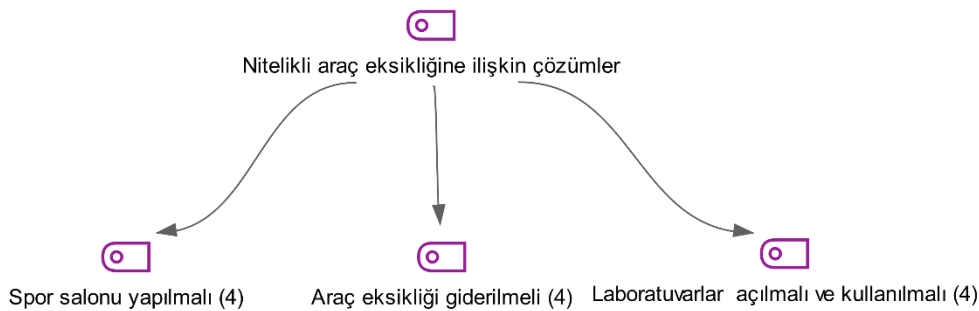 Nitelikli araç eksikliğine ilişkin çözümler
Spor salonu yapılmalı (4)
Araç eksikliği giderilmeli (4)
Laboratuvarlar açılmalı ve kullanılmalı (4)